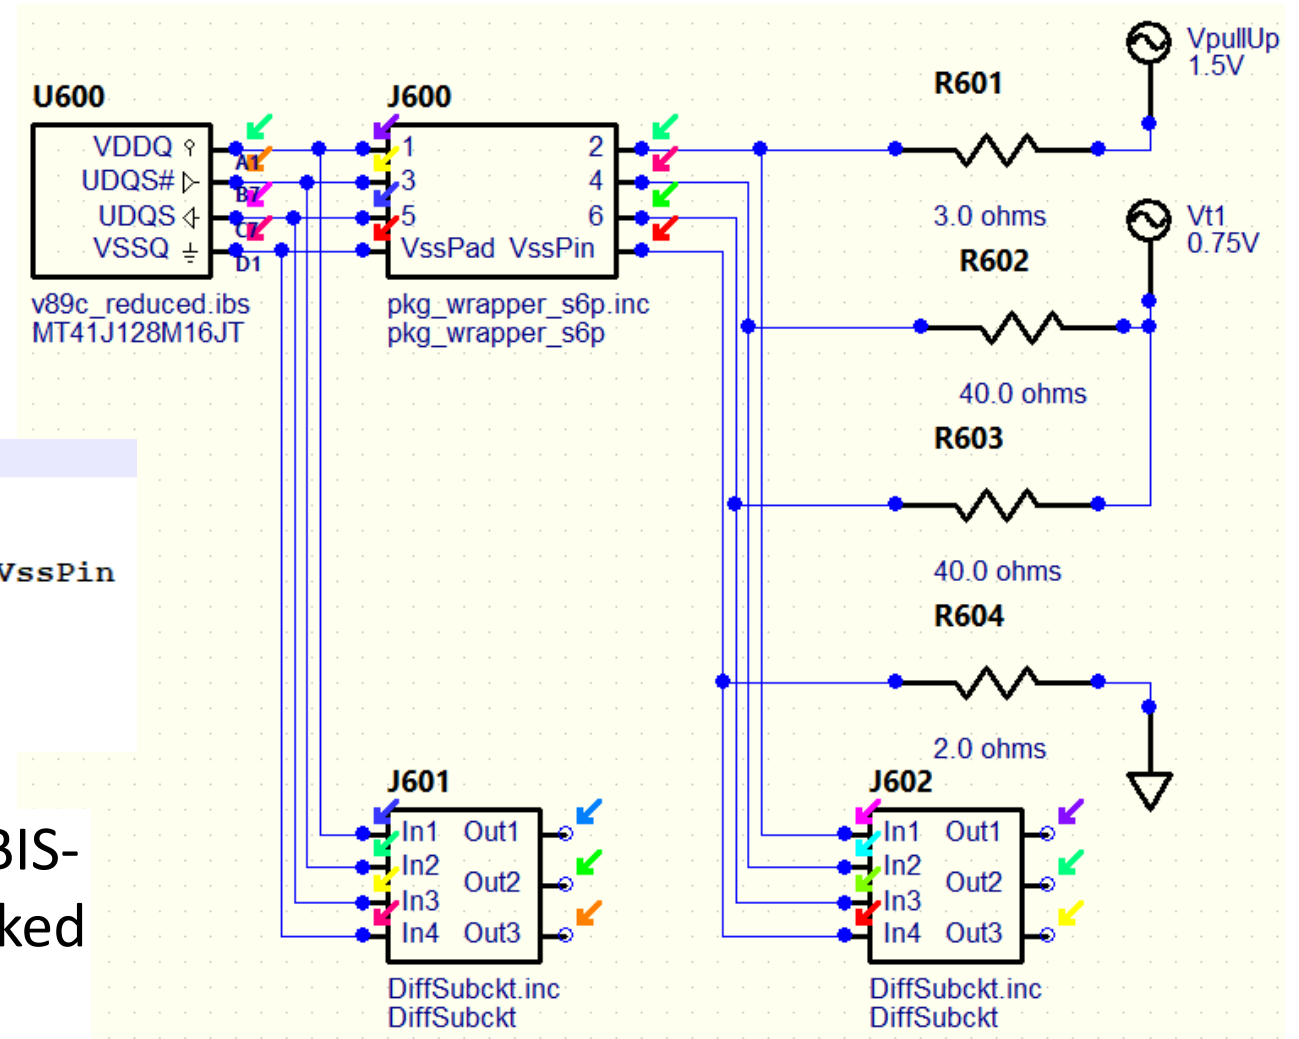 VpullUp
1.5V
R601
U600
J600
VDDQ
A1
1
2
UDQS#
B7
3
4
UDQS
C7
5
6
VSSQ
D1
VssPad VssPin
3.0 ohms
Vt1
0.75V
R602
v89c_reduced.ibs
MT41J128M16JT
pkg_wrapper_s6p.inc
pkg_wrapper_s6p
40.0 ohms
R603
VssPin
40.0 ohms
R604
2.0 ohms
J601
J602
In1 Out1
In2
Out2
In3
In4 Out3
In1 Out1
In2
Out2
In3
In4 Out3
BIS-
ked
DiffSubckt.inc
DiffSubckt
DiffSubckt.inc
DiffSubckt